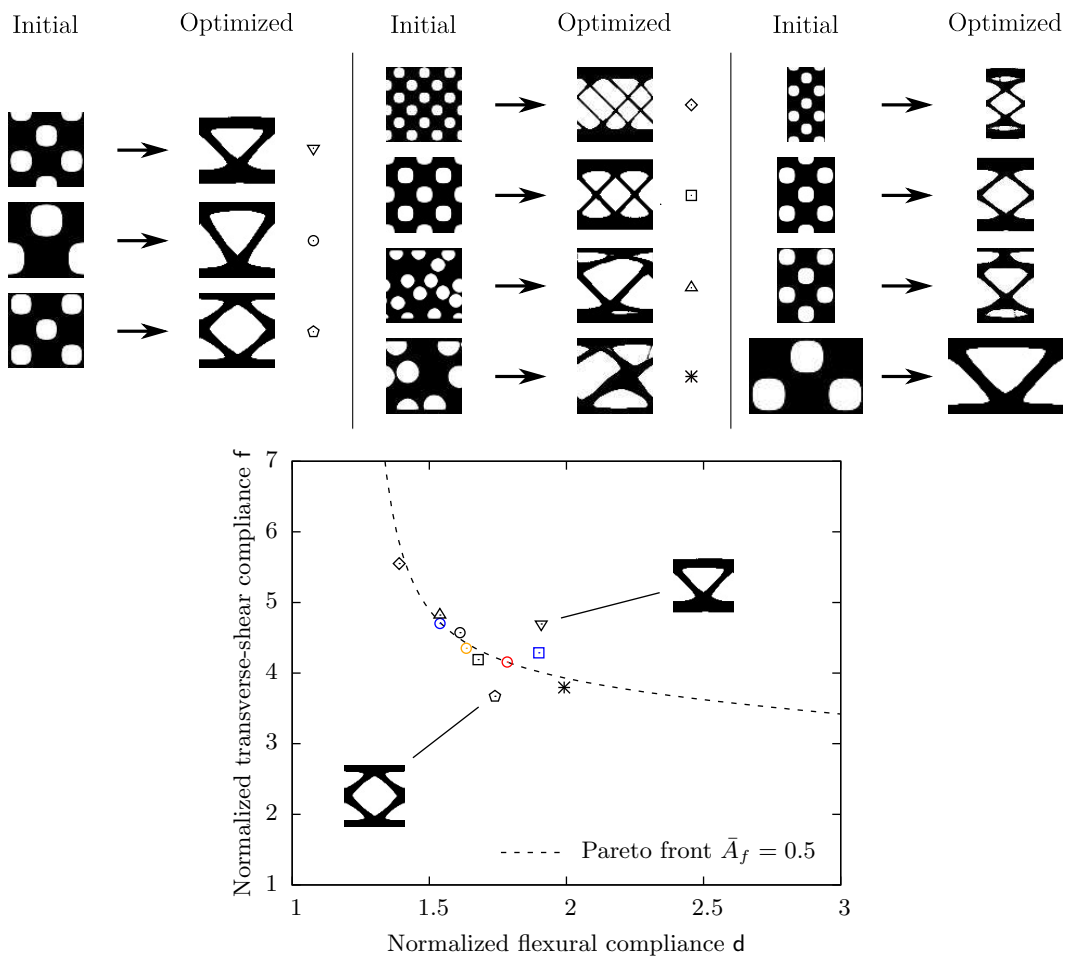 Initial Optimized Initial Optimized Initial Optimized
Normalized transverse-shear compliance f
7
6
5
4
3
2
1
Pareto front Ā_f = 0.5
1 1.5 2 2.5 3
Normalized flexural compliance d